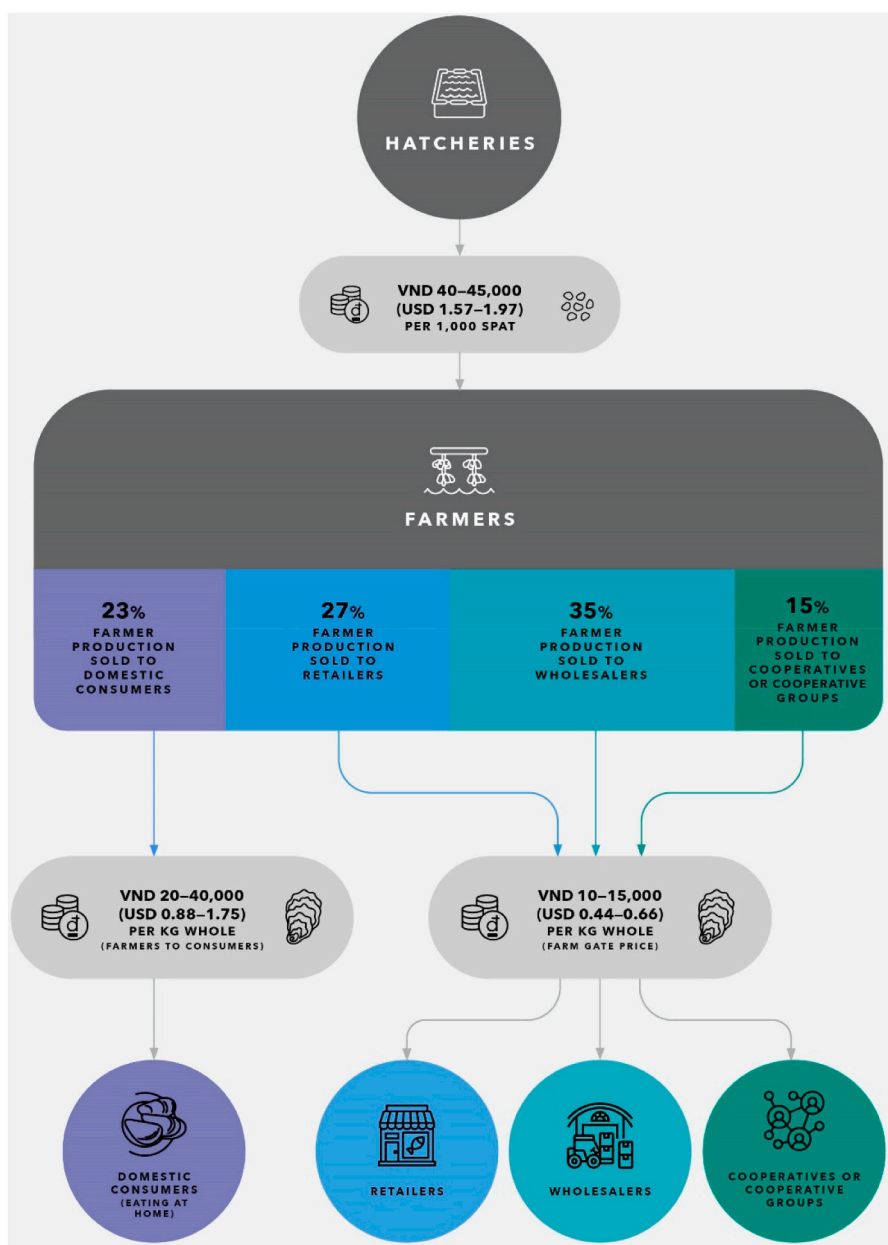 HATCHERIES
VND 40–45,000
(USD 1.57–1.97)
PER 1,000 SPAT
FARMERS
23%
FARMER
PRODUCTION
SOLD TO
DOMESTIC
CONSUMERS
27%
FARMER
PRODUCTION
SOLD TO
RETAILERS
35%
FARMER
PRODUCTION
SOLD TO
WHOLESALERS
15%
FARMER
PRODUCTION
SOLD TO
COOPERATIVES
OR COOPERATIVE
GROUPS
VND 20–40,000
(USD 0.88–1.75)
PER KG WHOLE
(FARMERS TO CONSUMERS)
VND 10–15,000
(USD 0.44–0.66)
PER KG WHOLE
(FARM GATE PRICE)
DOMESTIC
CONSUMERS
(EATING AT
HOME)
RETAILERS
WHOLESALERS
COOPERATIVES OR
COOPERATIVE
GROUPS